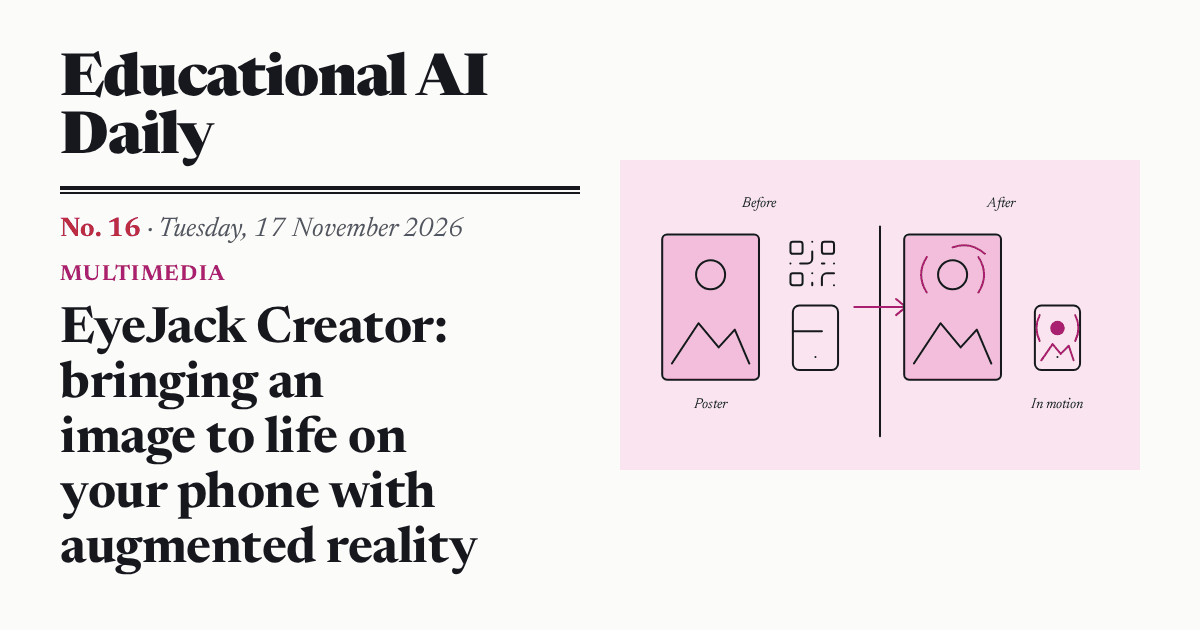 Educational AI
Daily
No. 16 · Tuesday, 17 November 2026
MULTIMEDIA
EyeJack Creator:
bringing an
image to life on
your phone with
augmented reality
Before
After
Poster
In motion